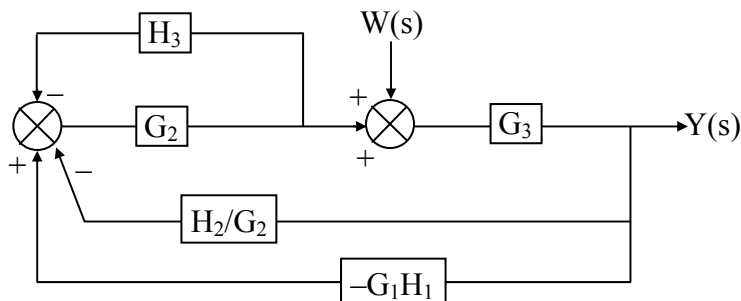 H₃
W(s)
–
+
G₂
G₃
Y(s)
+
–
+
H₂/G₂
–G₁H₁